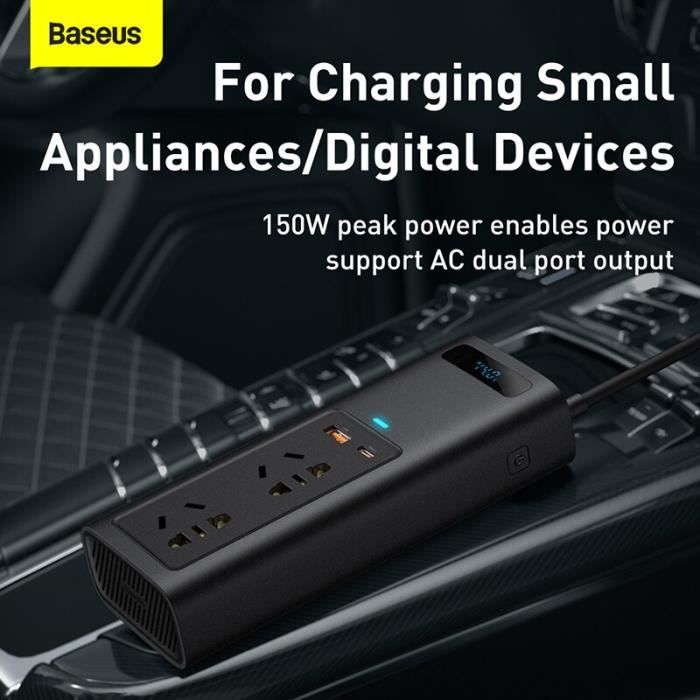 Baseus
For Charging Small
Appliances/Digital Devices
150W peak power enables power
support AC dual port output